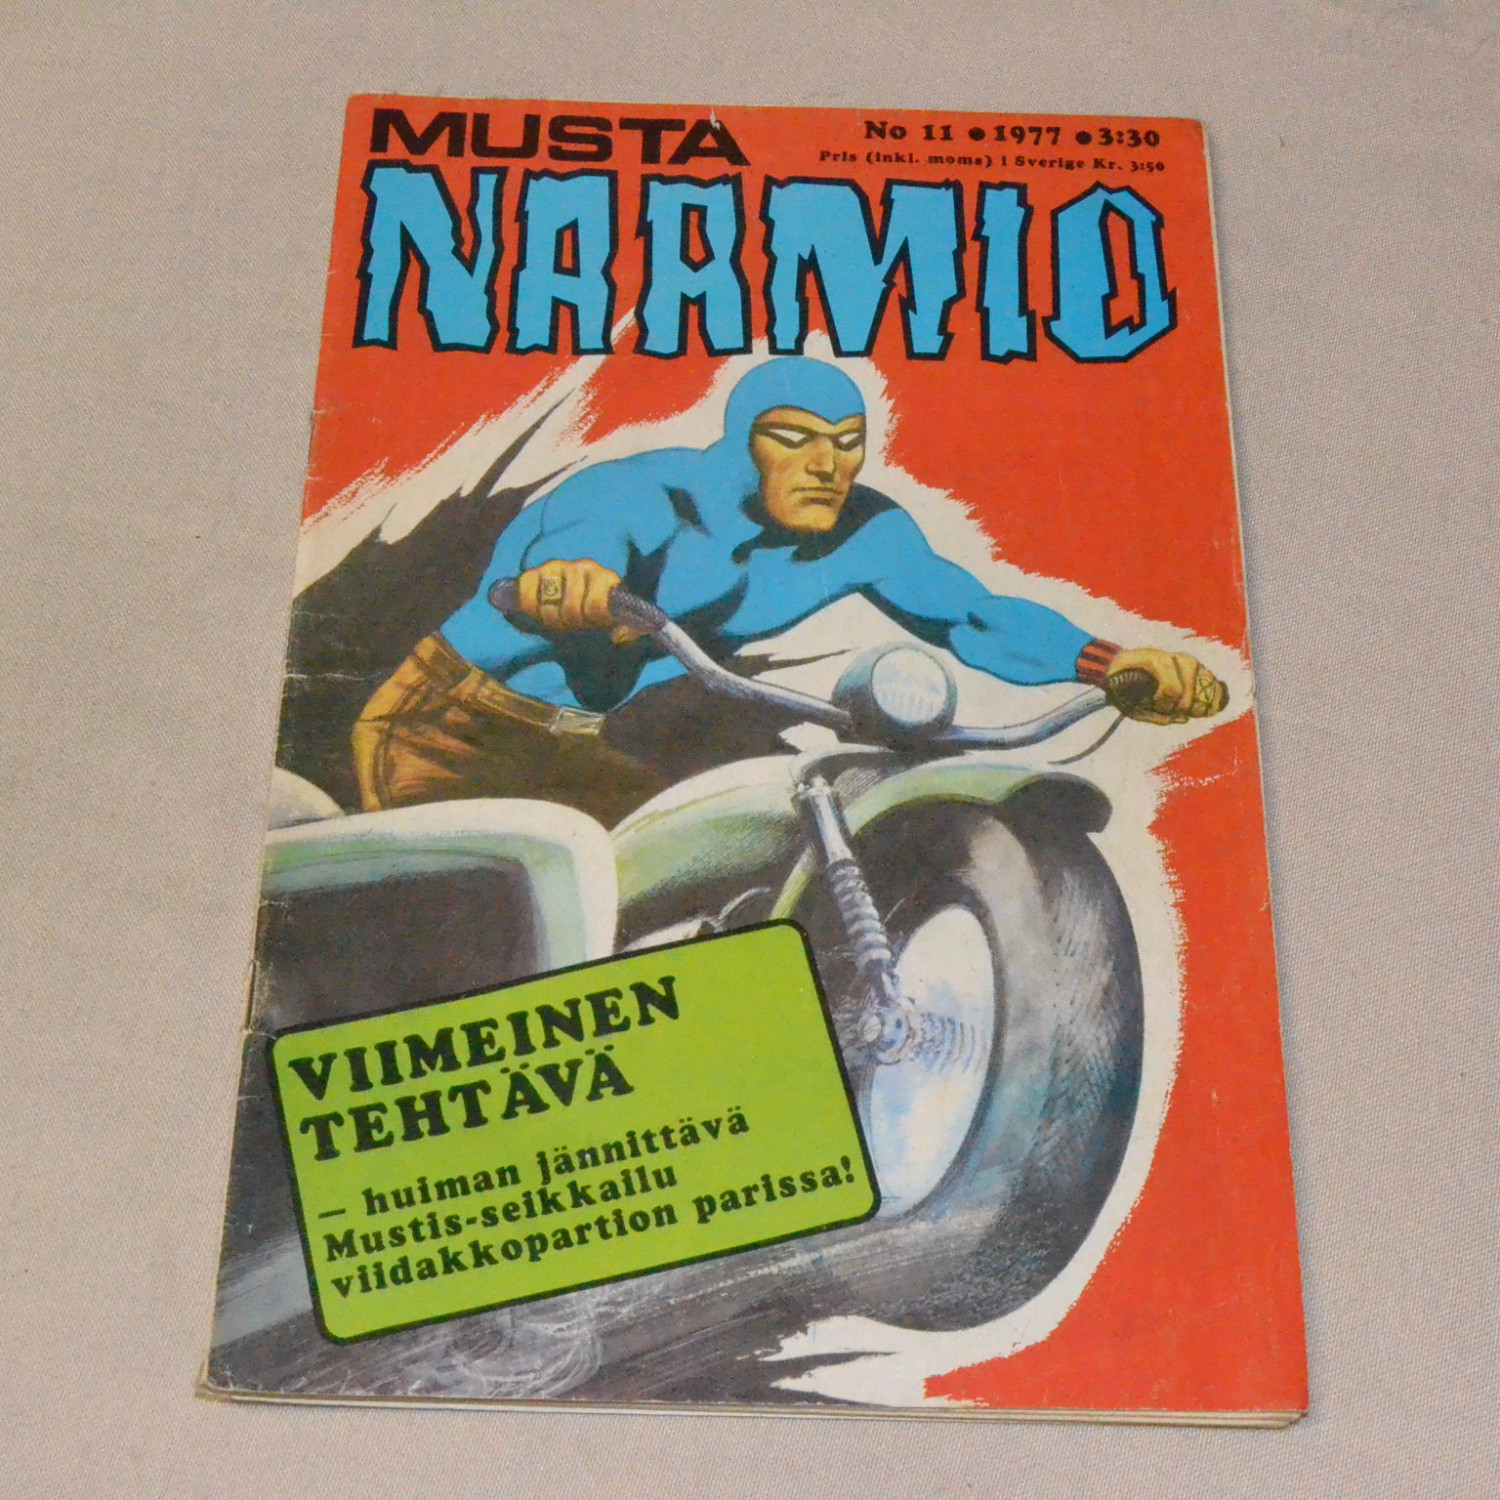 MUSTA
No 11 • 1977 • 3:30
Pris (inkl. moms) i Sverige Kr. 3:50
NAAMIO
VIIMEINEN
TEHTÄVÄ
– huiman jännittävä
Mustis-seikkailu
viidakkopartion parissa!